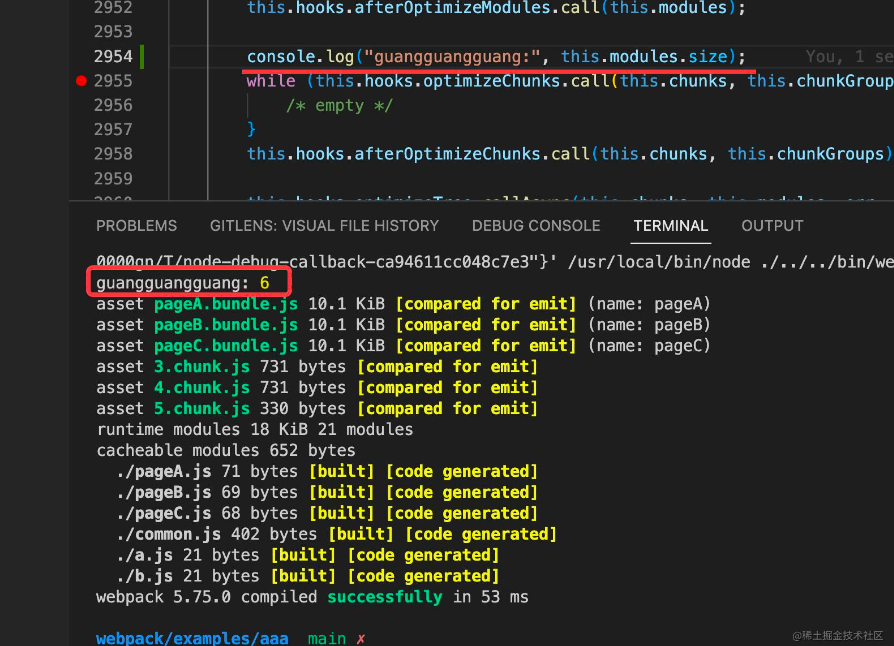 2952 this.hooks.afterOptimizeModules.call(this.modules);
2953
2954 console.log("guangguangguang:", this.modules.size); You, 1 se
2955 while (this.hooks.optimizeChunks.call(this.chunks, this.chunkGroup
2956 /* empty */
2957 }
2958 this.hooks.afterOptimizeChunks.call(this.chunks, this.chunkGroups)
2959
PROBLEMS GITLENS: VISUAL FILE HISTORY DEBUG CONSOLE TERMINAL OUTPUT
0000gn/T/node-debug-callback-ca94611cc048c7e3"}' /usr/local/bin/node ./../../bin/we
guangguangguang: 6
asset pageA.bundle.js 10.1 KiB [compared for emit] (name: pageA)
asset pageB.bundle.js 10.1 KiB [compared for emit] (name: pageB)
asset pageC.bundle.js 10.1 KiB [compared for emit] (name: pageC)
asset 3.chunk.js 731 bytes [compared for emit]
asset 4.chunk.js 731 bytes [compared for emit]
asset 5.chunk.js 330 bytes [compared for emit]
runtime modules 18 KiB 21 modules
cacheable modules 652 bytes
./pageA.js 71 bytes [built] [code generated]
./pageB.js 69 bytes [built] [code generated]
./pageC.js 68 bytes [built] [code generated]
./common.js 402 bytes [built] [code generated]
./a.js 21 bytes [built] [code generated]
./b.js 21 bytes [built] [code generated]
webpack 5.75.0 compiled successfully in 53 ms
webpack/examples/aaa main ✗
@稀土掘金技术社区